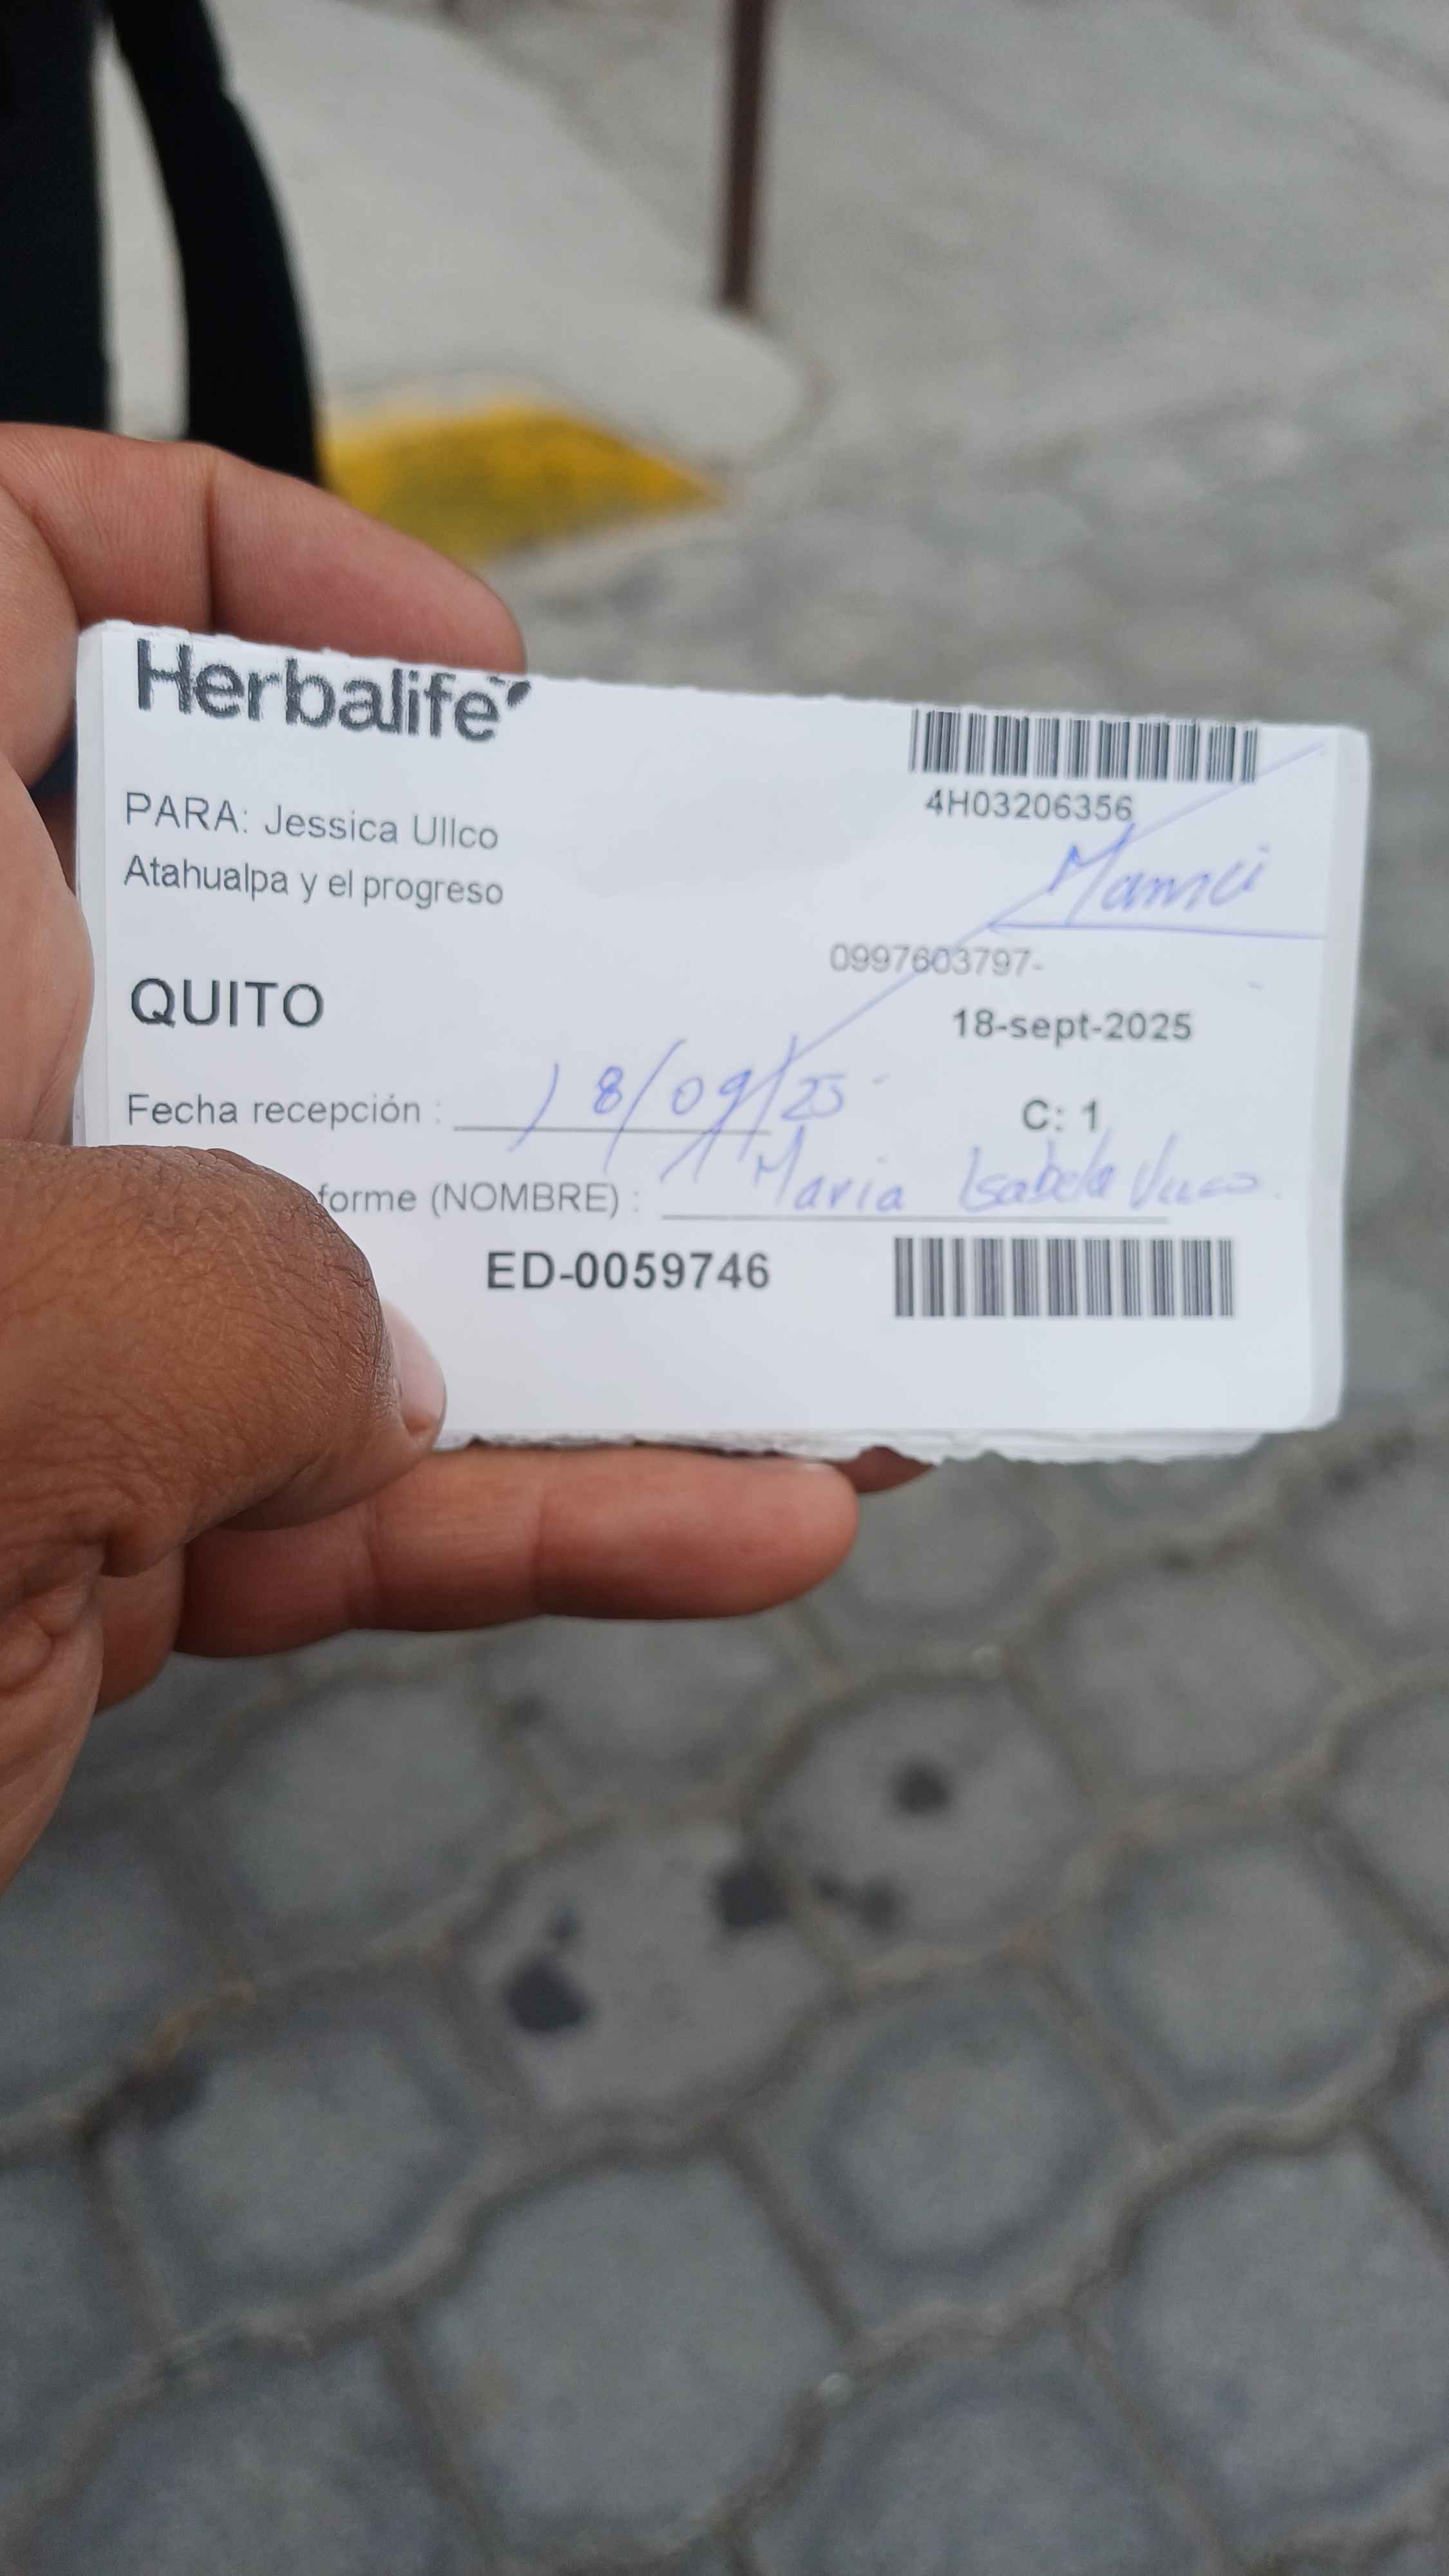 Herbalife
4H03206356
PARA: Jessica Ullco
Atahualpa y el progreso
0997603797-
QUITO
18-sept-2025
Fecha recepción : 18/09/25
C: 1
forme (NOMBRE) : Maria Isabela
ED-0059746